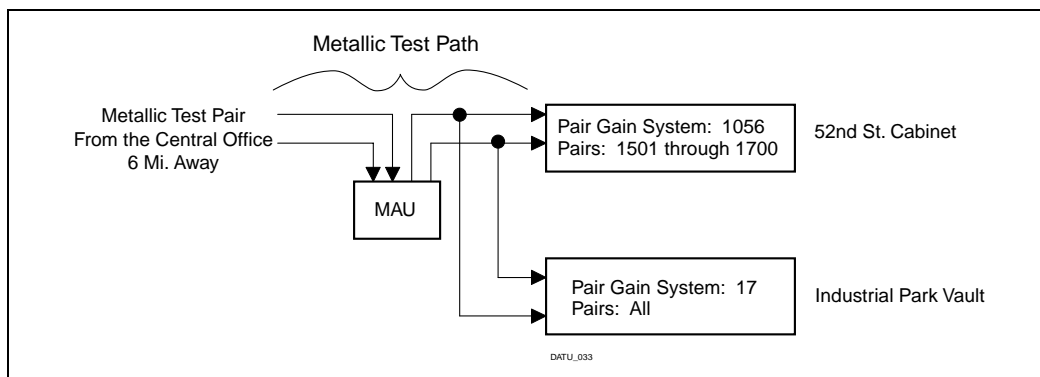 Metallic Test Path
Metallic Test Pair
From the Central Office
6 Mi. Away
MAU
Pair Gain System: 1056
Pairs: 1501 through 1700
52nd St. Cabinet
Pair Gain System: 17
Pairs: All
Industrial Park Vault
DATU_033